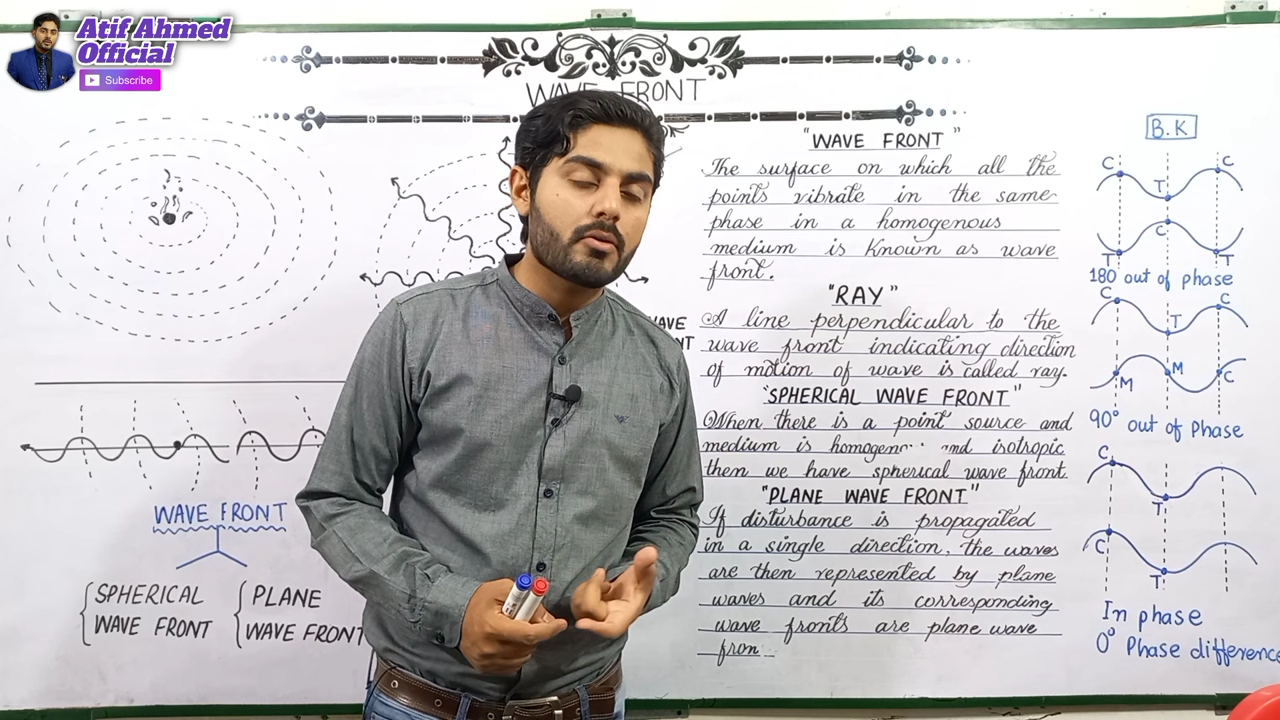 Atif Ahmed
Official
Subscribe
WAVE FRONT
"WAVE FRONT"
The surface on which all the
points vibrate in the same
phase in a homogenous
medium is known as wave
front.
"RAY"
A line perpendicular to the
wave front indicating direction
of motion of wave is called ray.
"SPHERICAL WAVE FRONT"
When there is a point source and
medium is and isotropic
then we have spherical wave front.
"PLANE WAVE FRONT"
If disturbance is propagated
in a single direction, the waves
are then represented by plane
waves and its corresponding
wave fronts are plane wave
fron
WAVE
NT
WAVE FRONT
SPHERICAL
WAVE FRONT
PLANE
WAVE FRONT
B.K
C C
T
C
T T
180 out of phase
C C
T
M M C
90° out of Phase
C
T
C
T
In phase
0° Phase difference